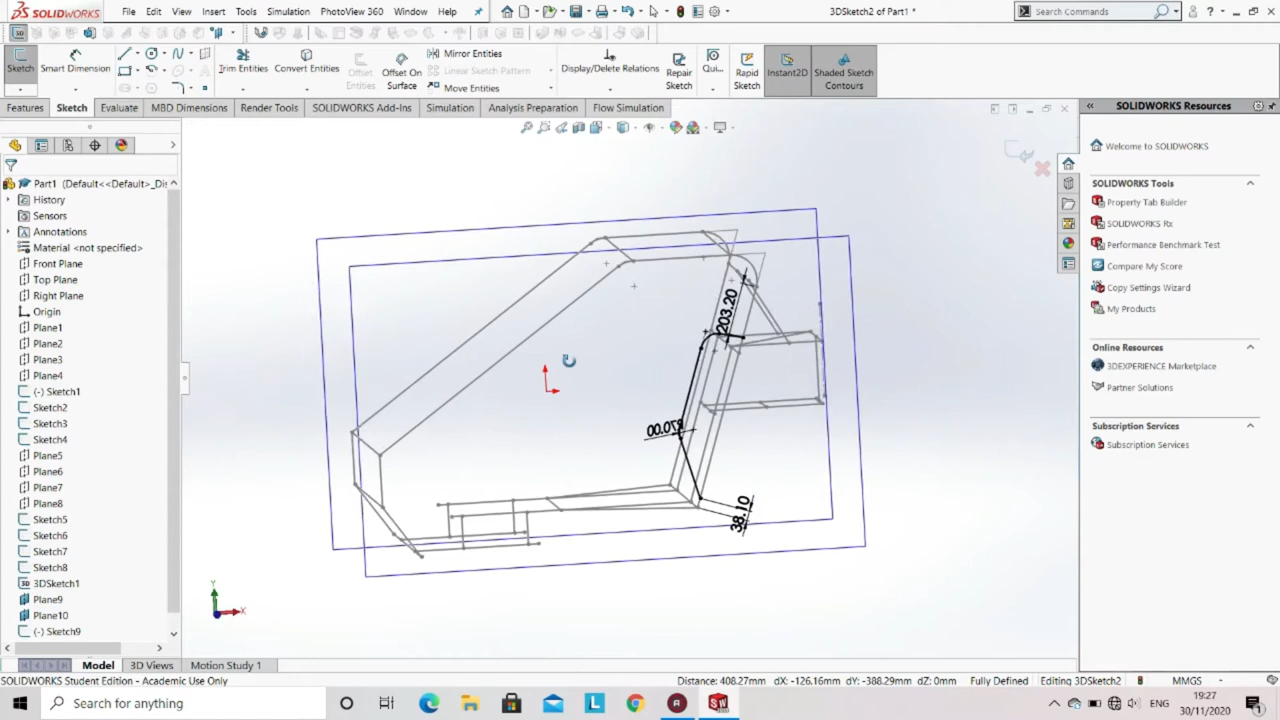 SOLIDWORKS File Edit View Insert Tools Simulation PhotoView 360 Window Help 3DSketch2 of Part1 * Search Commands
Sketch Smart Dimension Trim Entities Convert Entities Offset Entities Offset On Surface Mirror Entities Linear Sketch Pattern Move Entities Display/Delete Relations Repair Sketch Qui... Rapid Sketch Instant2D Shaded Sketch Contours
Features Sketch Evaluate MBD Dimensions Render Tools SOLIDWORKS Add-Ins Simulation Analysis Preparation Flow Simulation
Part1 (Default<<Default>_Dis
History
Sensors
Annotations
Material <not specified>
Front Plane
Top Plane
Right Plane
Origin
Plane1
Plane2
Plane3
Plane4
(-) Sketch1
Sketch2
Sketch3
Sketch4
Plane5
Plane6
Plane7
Plane8
Sketch5
Sketch6
Sketch7
Sketch8
3DSketch1
Plane9
Plane10
(-) Sketch9
203.20
870.00
38.10
Y
X
SOLIDWORKS Resources
Welcome to SOLIDWORKS
SOLIDWORKS Tools
Property Tab Builder
SOLIDWORKS Rx
Performance Benchmark Test
Compare My Score
Copy Settings Wizard
My Products
Online Resources
3DEXPERIENCE Marketplace
Partner Solutions
Subscription Services
Subscription Services
Model 3D Views Motion Study 1
SOLIDWORKS Student Edition - Academic Use Only Distance: 408.27mm dX: -126.16mm dY: -388.29mm dZ: 0mm Fully Defined Editing 3DSketch2 MMGS
Search for anything
ENG
19:27
30/11/2020